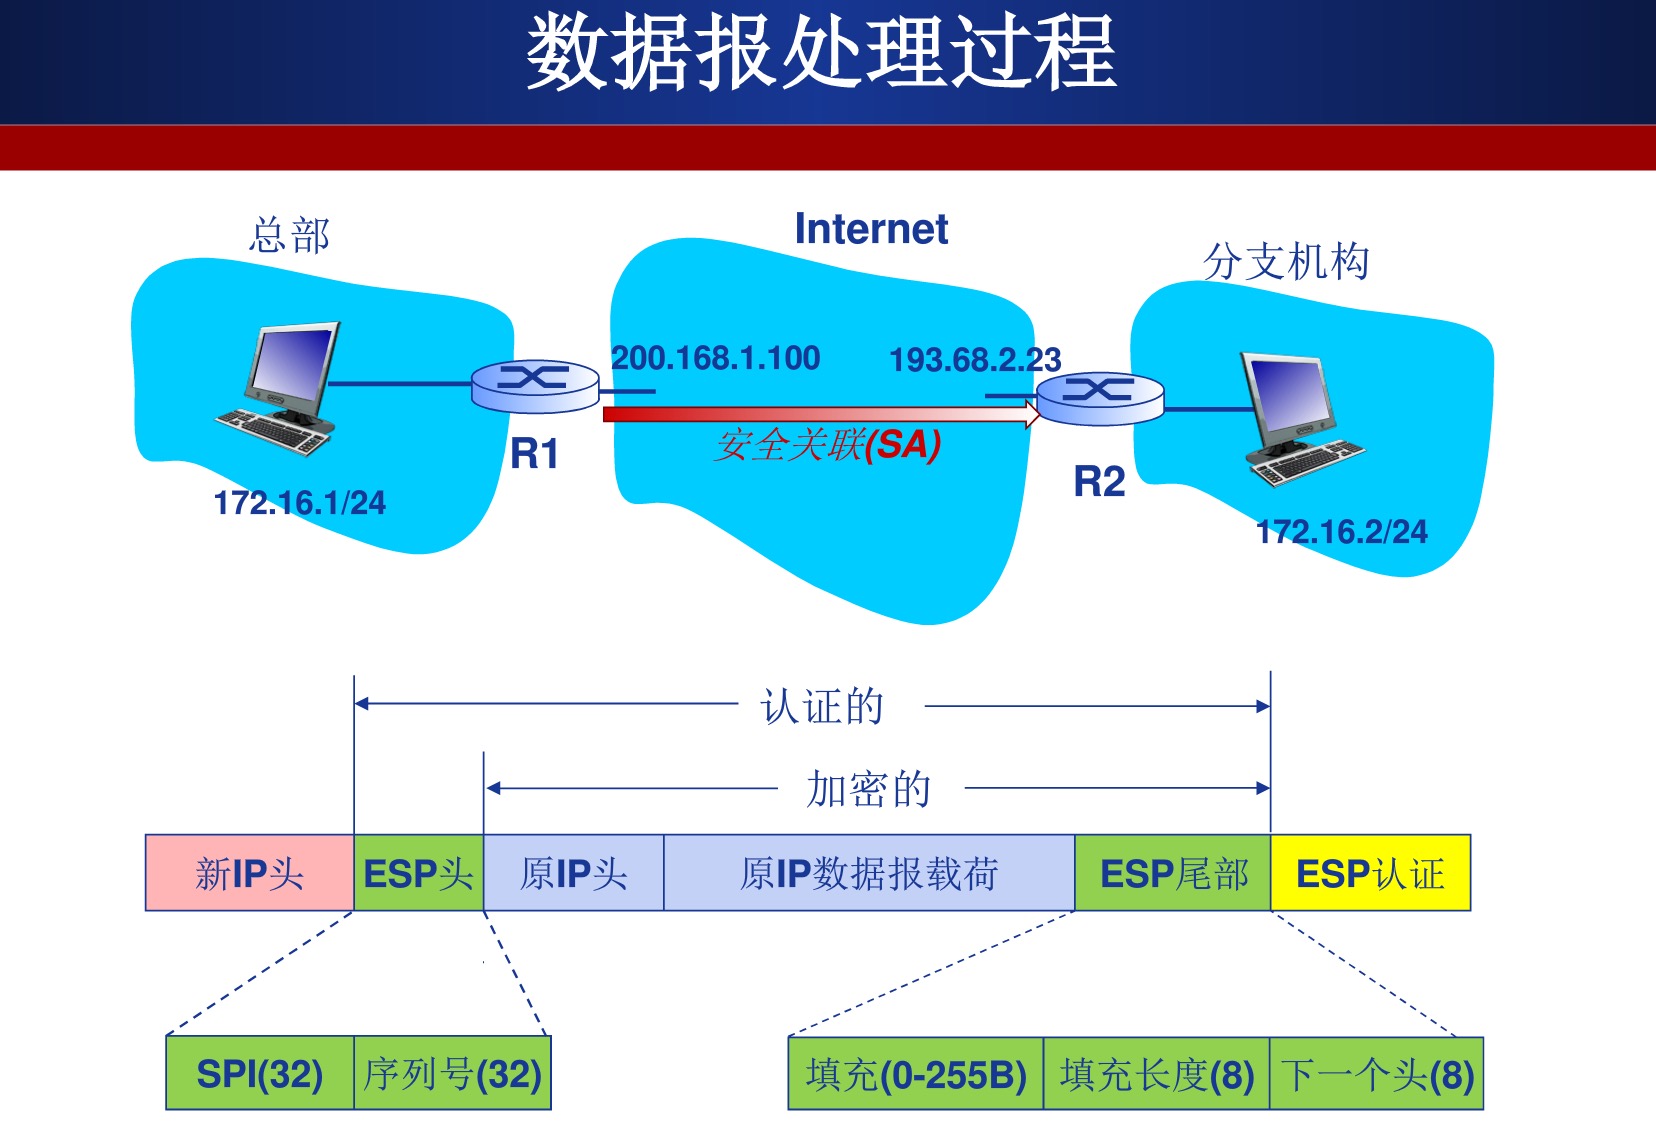 数据报处理过程
总部
Internet
分支机构
200.168.1.100
193.68.2.23
安全关联(SA)
R1
R2
172.16.1/24
172.16.2/24
认证的
加密的
新IP头 ESP头 原IP头 原IP数据报载荷 ESP尾部 ESP认证
SPI(32) 序列号(32) 填充(0-255B) 填充长度(8) 下一个头(8)